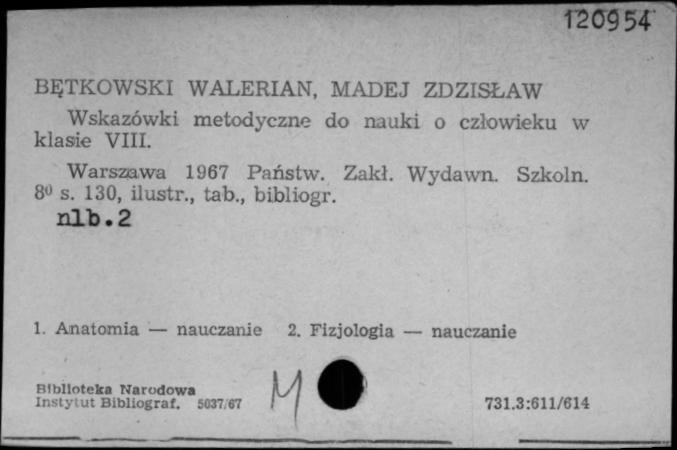 120954
BĘTKOWSKI WALERIAN, MADEJ ZDZISŁAW
Wskazówki metodyczne do nauki o człowieku w
klasie VIII.
Warszawa 1967 Państw. Zakł. Wydawn. Szkoln.
8⁰ s. 130, ilustr., tab., bibliogr.
nlb.2
1. Anatomia — nauczanie 2. Fizjologia — nauczanie
Biblioteka Narodowa
Instytut Bibliograf. 5037/67
M
731.3:611/614